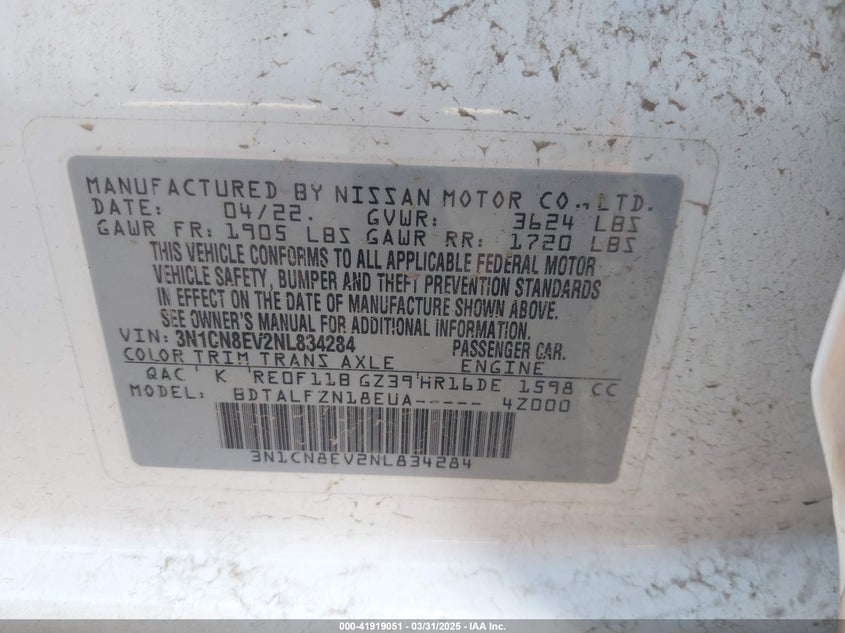 MANUFACTURED BY NISSAN MOTOR CO., LTD.
DATE: 04/22. GVWR: 3624 LBS
GAWR FR: 1905 LBS GAWR RR: 1720 LBS
THIS VEHICLE CONFORMS TO ALL APPLICABLE FEDERAL MOTOR
VEHICLE SAFETY, BUMPER AND THEFT PREVENTION STANDARDS
IN EFFECT ON THE DATE OF MANUFACTURE SHOWN ABOVE.
SEE OWNER'S MANUAL FOR ADDITIONAL INFORMATION.
VIN: 3N1CN8EV2NL834284 PASSENGER CAR.
COLOR TRIM TRANS AXLE ENGINE
QAC K RE0F11B GZ39 HR16DE 1598 CC
MODEL: BDTALFZN18EUA----- 4Z000
3N1CN8EV2NL834284
000-41919051 - 03/31/2025 - IAA Inc.